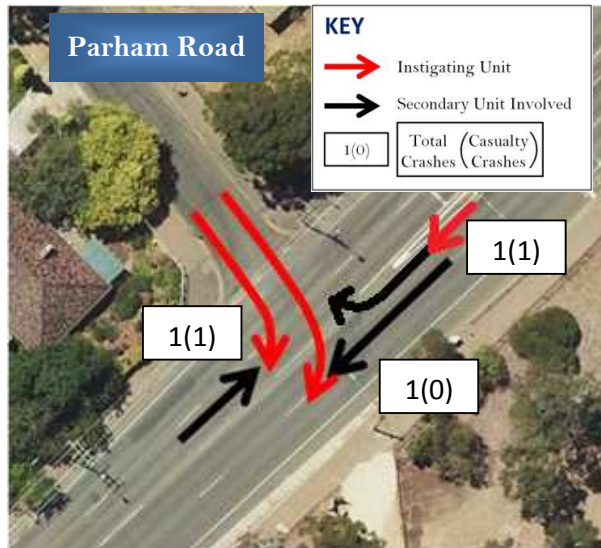 Parham Road
KEY
Instigating Unit
Secondary Unit Involved
1(0)
Total Crashes (Casualty Crashes)
1(1)
1(1)
1(0)